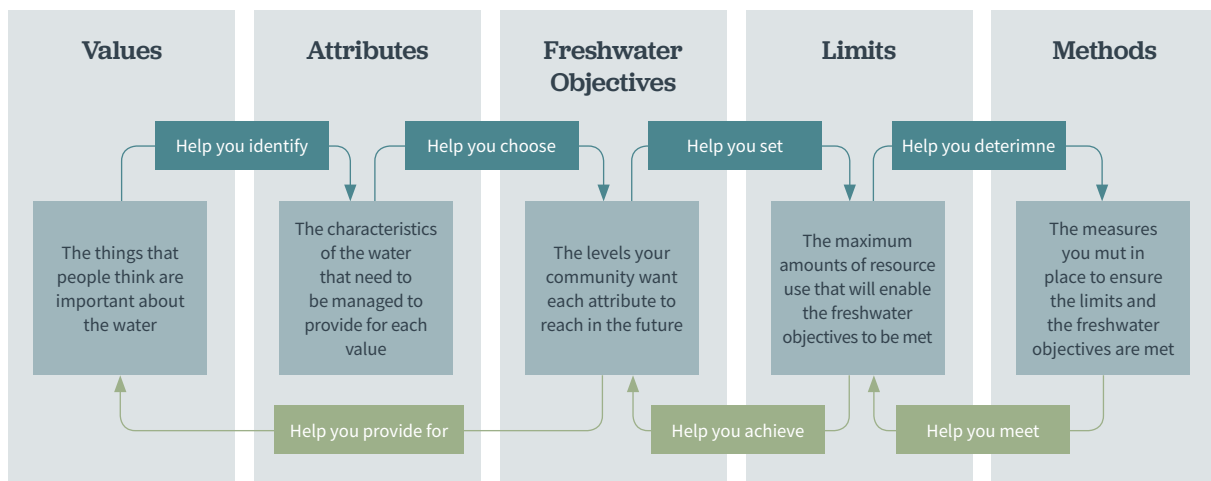 Values
Attributes
Freshwater
Objectives
Limits
Methods
Help you identify
Help you choose
Help you set
Help you deterimne
The things that
people think are
important about
the water
The characteristics
of the water
that need to
be managed to
provide for each
value
The levels your
community want
each attribute to
reach in the future
The maximum
amounts of resource
use that will enable
the freshwater
objectives to be met
The measures
you mut in
place to ensure
the limits and
the freshwater
objectives are met
Help you provide for
Help you achieve
Help you meet